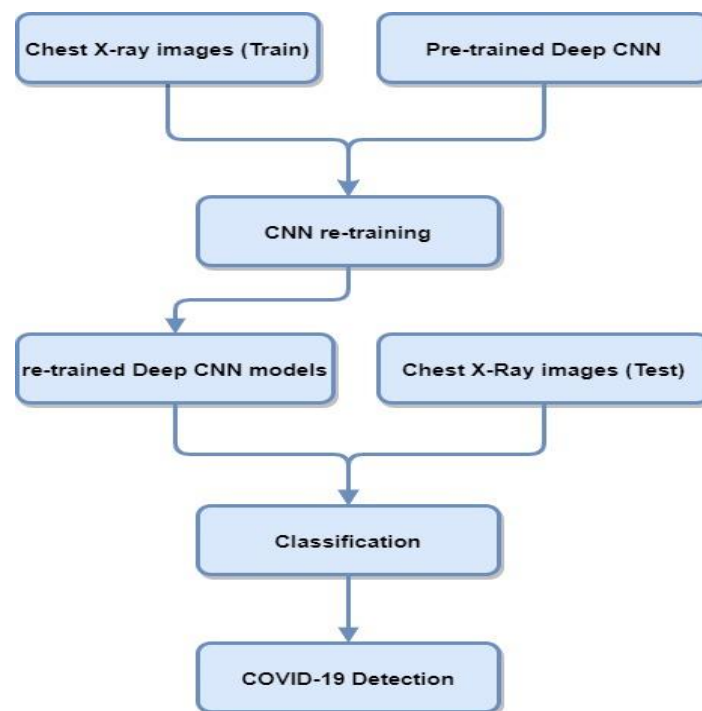 Chest X-ray images (Train)
Pre-trained Deep CNN
CNN re-training
re-trained Deep CNN models
Chest X-Ray images (Test)
Classification
COVID-19 Detection